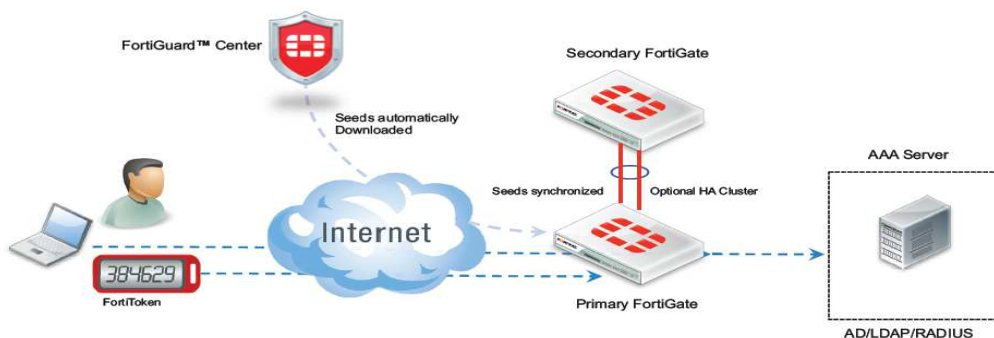 FortiGuard™ Center
Secondary FortiGate
Seeds automatically
Downloaded
AAA Server
Seeds synchronized
Optional HA Cluster
Internet
384629
FortiToken
Primary FortiGate
AD/LDAP/RADIUS